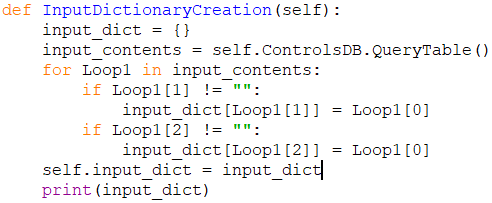 def InputDictionaryCreation(self):
    input_dict = {}
    input_contents = self.ControlsDB.QueryTable()
    for Loop1 in input_contents:
        if Loop1[1] != "":
            input_dict[Loop1[1]] = Loop1[0]
        if Loop1[2] != "":
            input_dict[Loop1[2]] = Loop1[0]
    self.input_dict = input_dict
    print(input_dict)